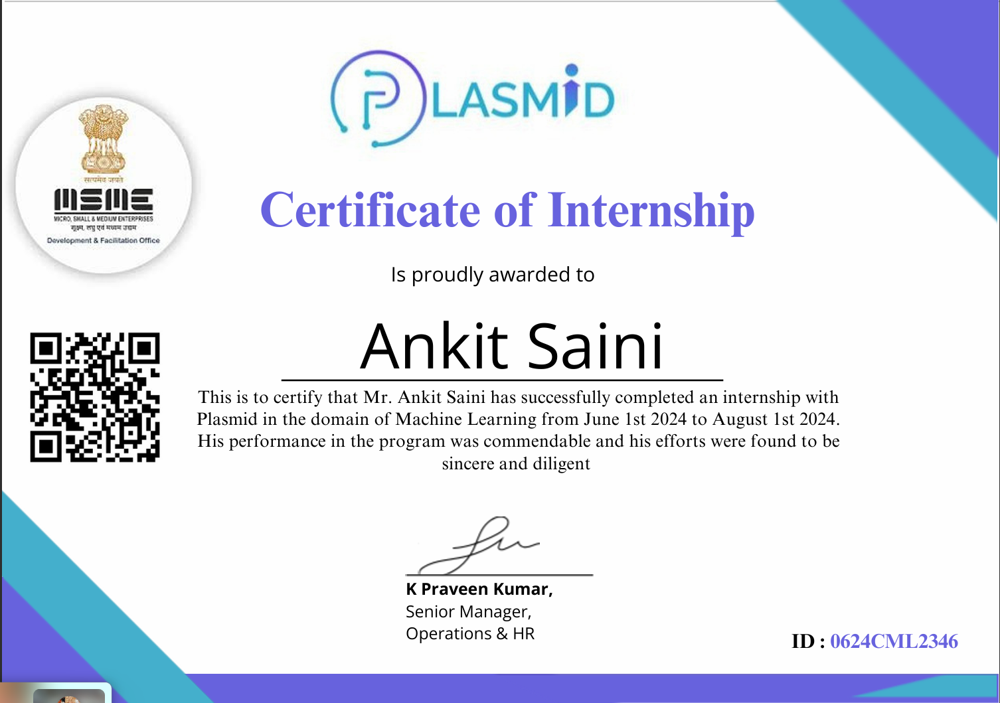 PLASMID
सत्यमेव जयते
MSME
MICRO, SMALL & MEDIUM ENTERPRISES
सूक्ष्म, लघु एवं मध्यम उद्यम
Development & Facilitation Office
Certificate of Internship
Is proudly awarded to
Ankit Saini
This is to certify that Mr. Ankit Saini has successfully completed an internship with
Plasmid in the domain of Machine Learning from June 1st 2024 to August 1st 2024.
His performance in the program was commendable and his efforts were found to be
sincere and diligent
K Praveen Kumar,
Senior Manager,
Operations & HR
ID : 0624CML2346